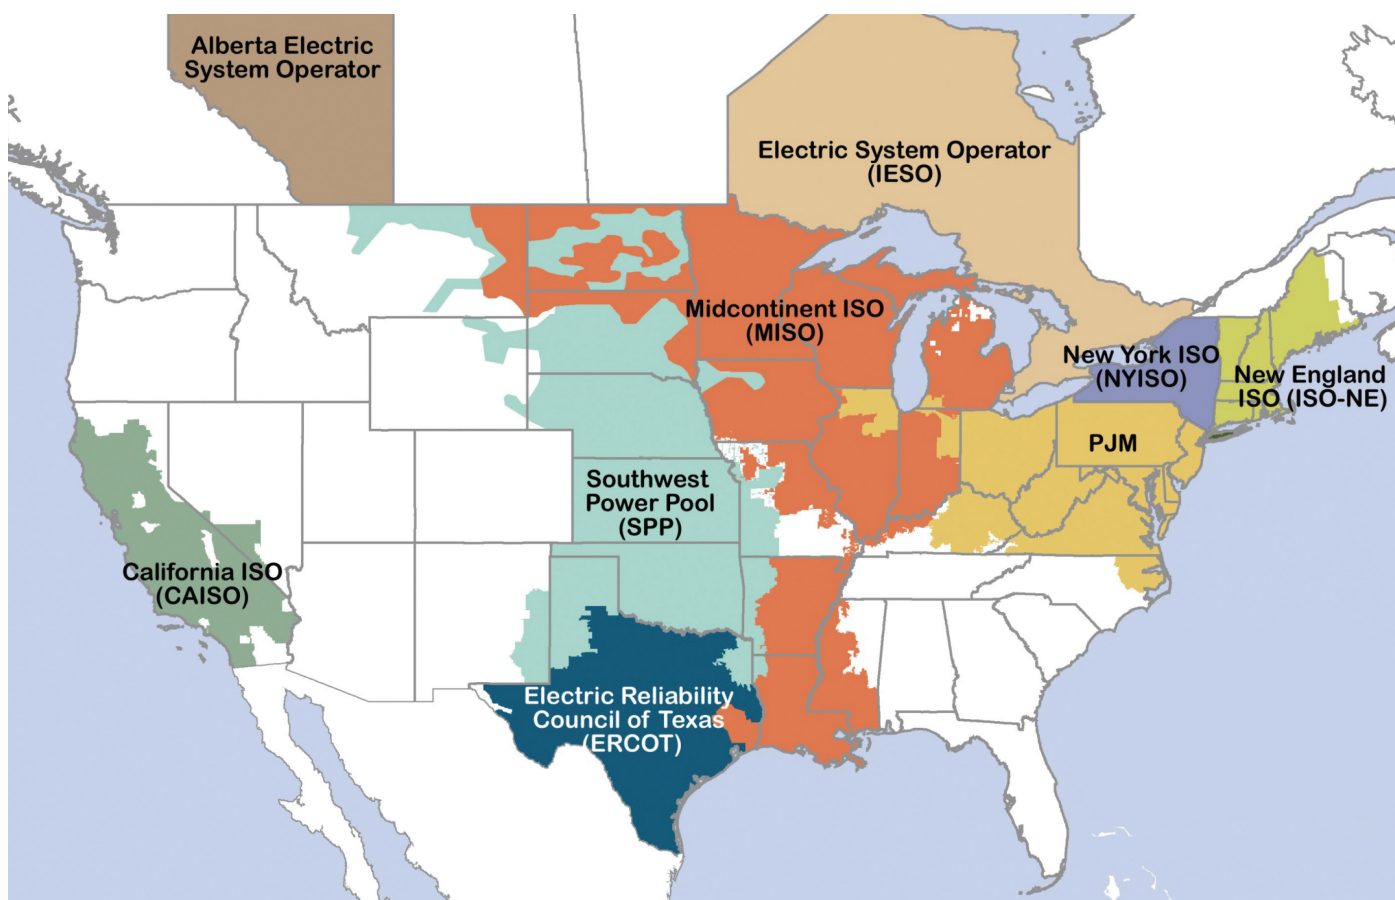 Alberta Electric
System Operator
Electric System Operator
(IESO)
Midcontinent ISO
(MISO)
New York ISO
(NYISO)
New England
ISO (ISO-NE)
PJM
Southwest
Power Pool
(SPP)
California ISO
(CAISO)
Electric Reliability
Council of Texas
(ERCOT)